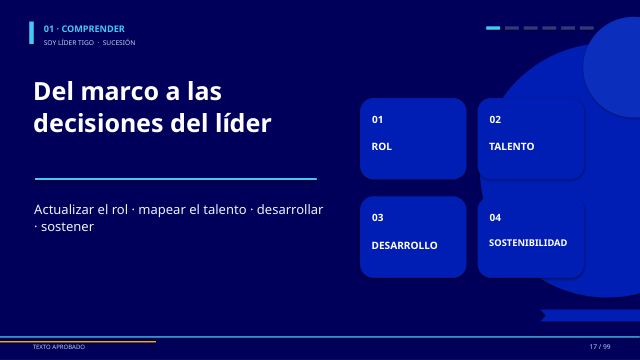 01 · COMPRENDER
SOY LÍDER TIGO · SUCESIÓN
Del marco a las
decisiones del líder
Actualizar el rol · mapear el talento · desarrollar
· sostener
01
ROL
02
TALENTO
03
DESARROLLO
04
SOSTENIBILIDAD
TEXTO APROBADO
17 / 99